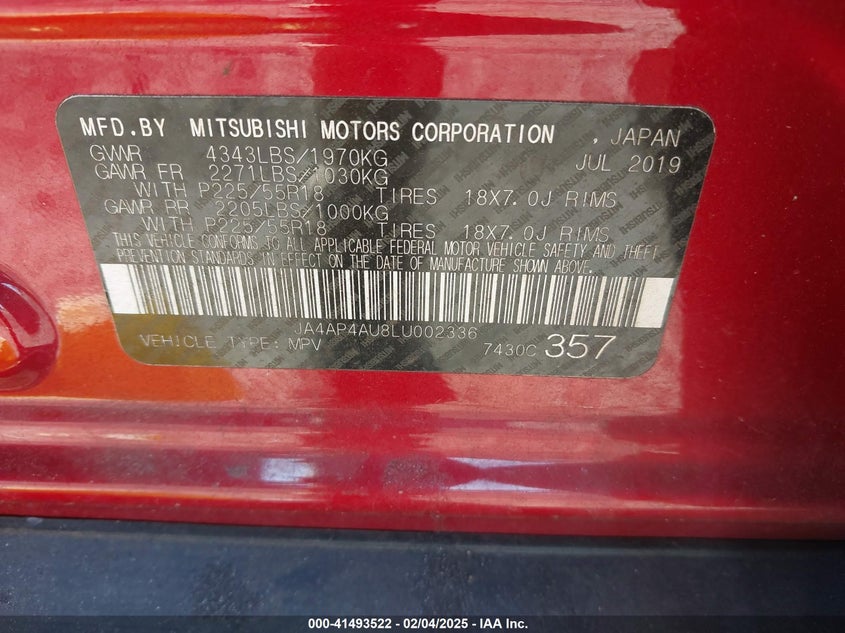 MFD.BY MITSUBISHI MOTORS CORPORATION , JAPAN
GVWR 4343LBS/1970KG JUL 2019
GAWR FR 2271LBS/1030KG
WITH P225/55R18 TIRES 18X7.0J RIMS
GAWR RR 2205LBS/1000KG
WITH P225/55R18 TIRES 18X7.0J RIMS
THIS VEHICLE CONFORMS TO ALL APPLICABLE FEDERAL MOTOR VEHICLE SAFETY AND THEFT
PREVENTION STANDARDS IN EFFECT ON THE DATE OF MANUFACTURE SHOWN ABOVE.
JA4AP4AU8LU002336
VEHICLE TYPE: MPV 7430C 357
000-41493522 - 02/04/2025 - IAA Inc.